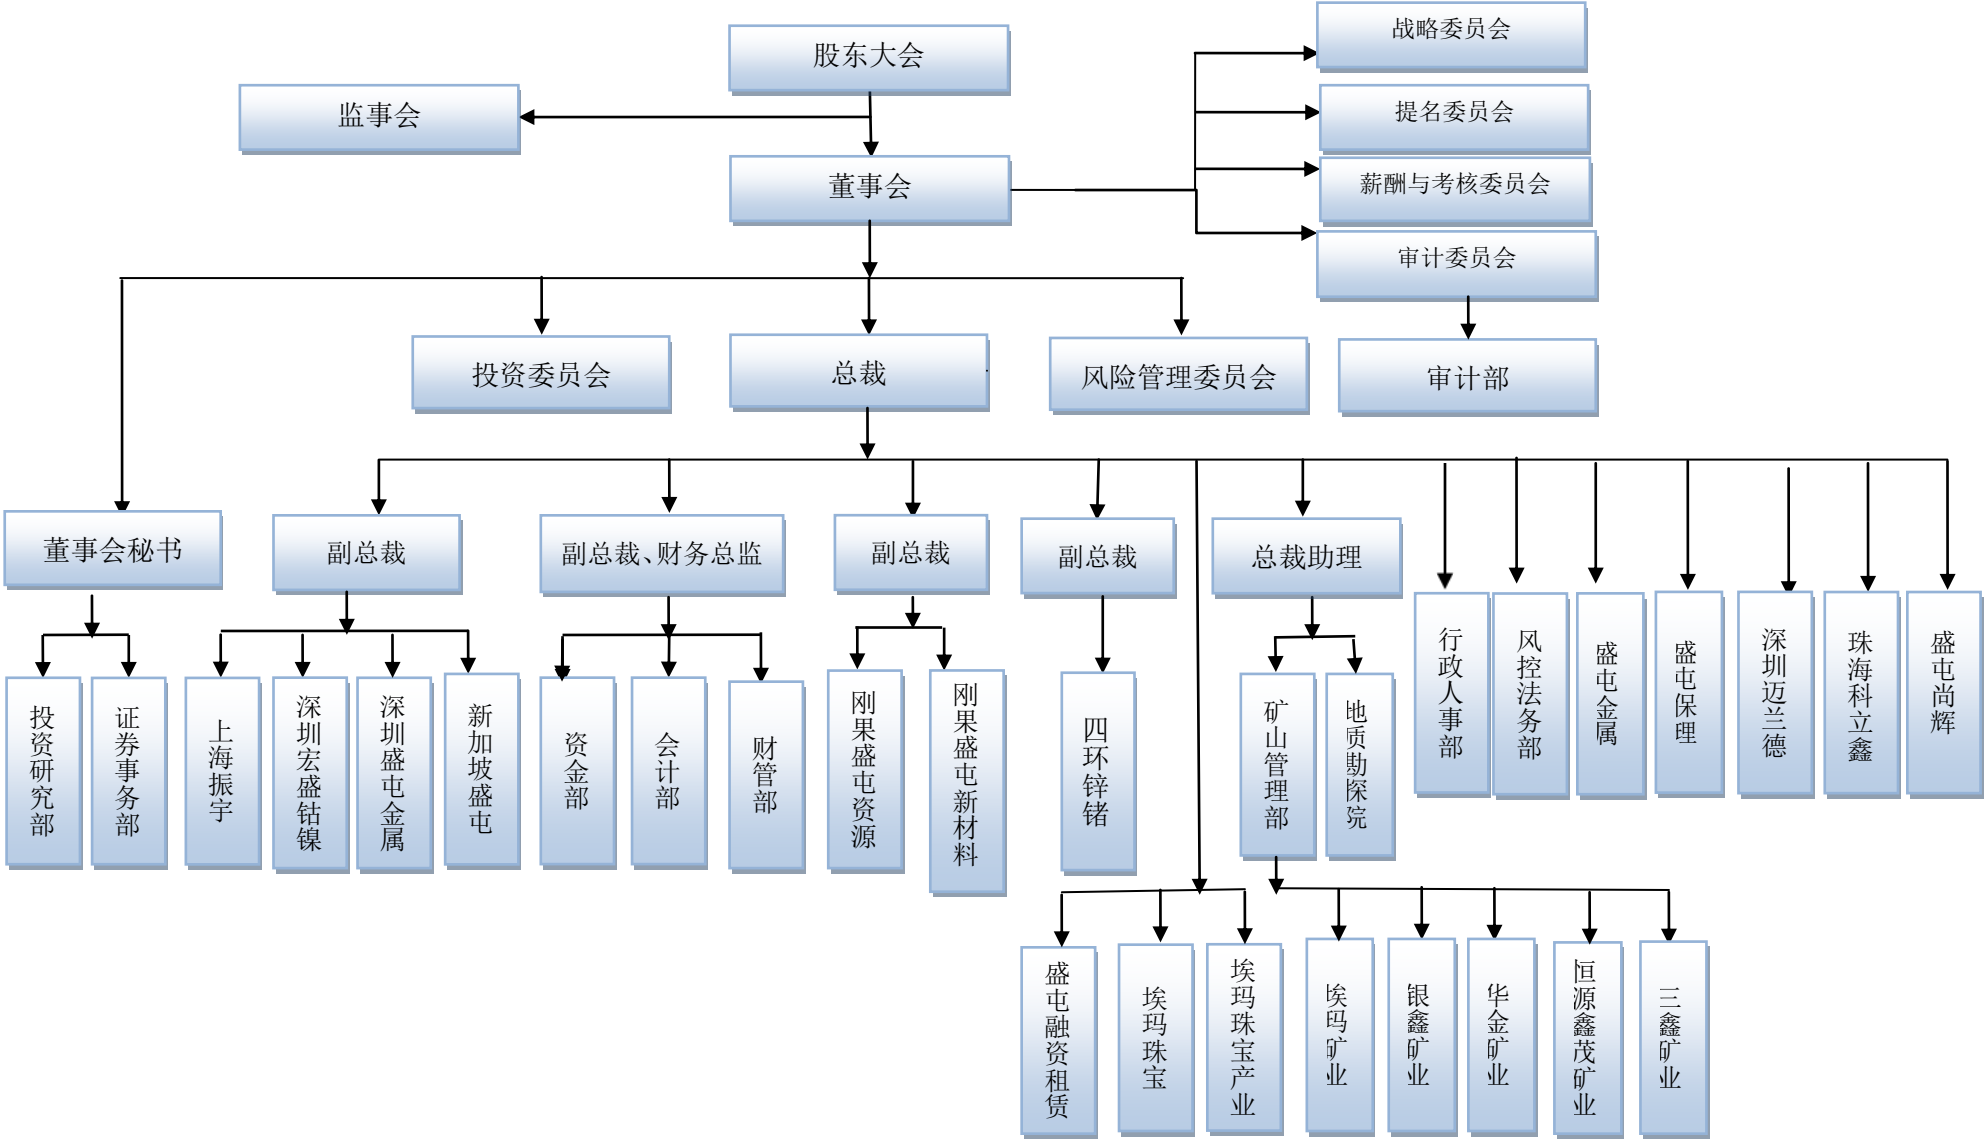 股东大会
战略委员会
监事会
提名委员会
董事会
薪酬与考核委员会
审计委员会
投资委员会
总裁
风险管理委员会
审计部
董事会秘书
副总裁
副总裁、财务总监
副总裁
副总裁
总裁助理
行政人事部
风控法务部
盛屯金属
盛屯保理
深圳迈兰德
珠海科立鑫
盛屯尚辉
投资研究部
证券事务部
上海振宇
深圳宏盛钴镍
深圳盛屯金属
新加坡盛屯
资金部
会计部
财管部
刚果盛屯资源
刚果盛屯新材料
四环锌锗
矿山管理部
地质勘探院
盛屯融资租赁
埃玛珠宝
埃玛珠宝产业
埃玛矿业
银鑫矿业
华金矿业
恒源鑫茂矿业
三鑫矿业